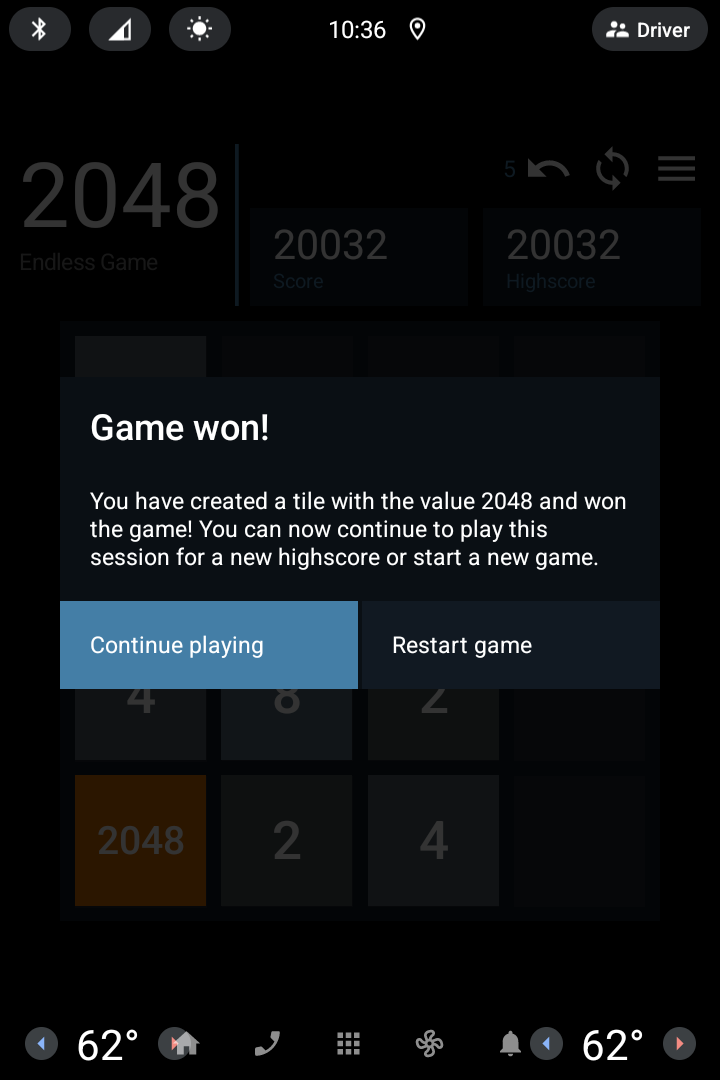 10:36
Driver
2048
5
Endless Game
20032
Score
20032
Highscore
Game won!
You have created a tile with the value 2048 and won
the game! You can now continue to play this
session for a new highscore or start a new game.
Continue playing
Restart game
4
8
2
2048
2
4
62°
62°